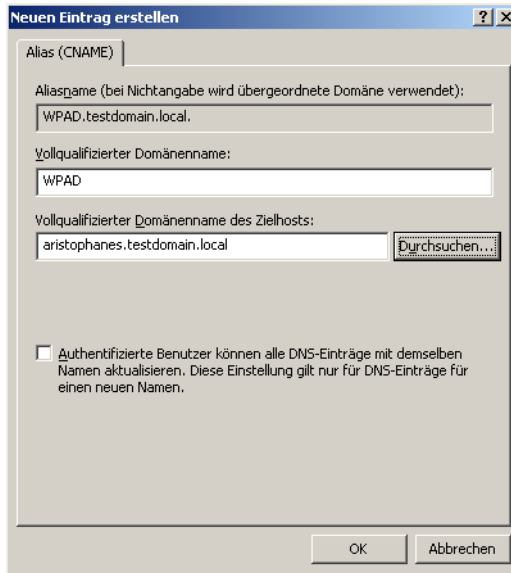 Neuen Eintrag erstellen
Alias (CNAME)
Aliasname (bei Nichtangabe wird übergeordnete Domäne verwendet):
WPAD.testdomain.local.
Vollqualifizierter Domänenname:
WPAD
Vollqualifizierter Domänenname des Zielhosts:
aristophanes.testdomain.local
Durchsuchen...
Authentifizierte Benutzer können alle DNS-Einträge mit demselben
Namen aktualisieren. Diese Einstellung gilt nur für DNS-Einträge für
einen neuen Namen.
OK
Abbrechen